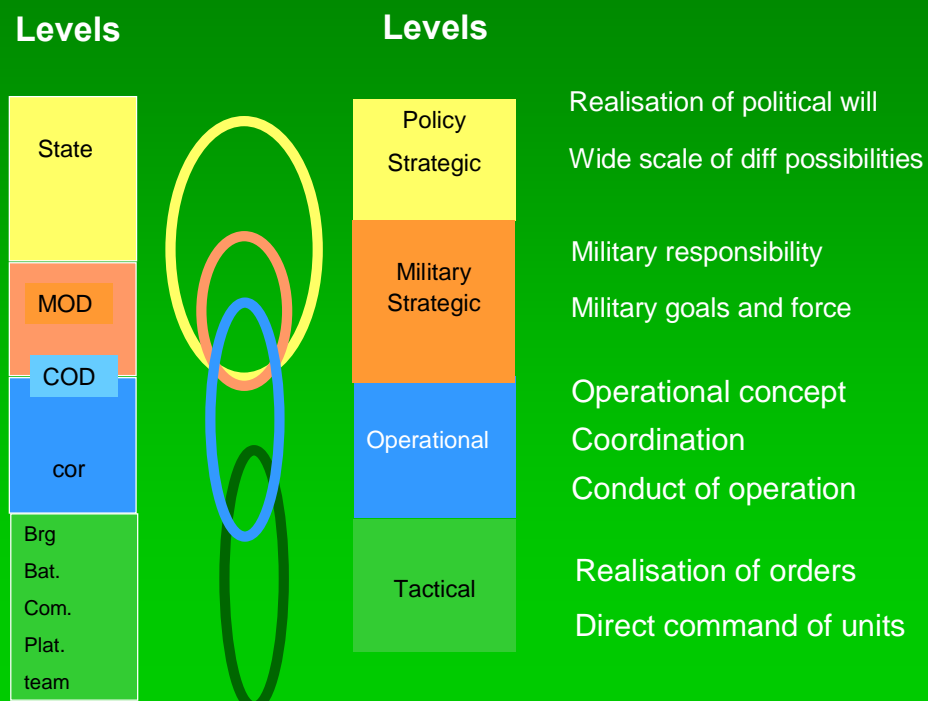 Levels
State
MOD
COD
cor
Brg
Bat.
Com.
Plat.
team
Levels
Policy
Strategic
Military
Strategic
Operational
Tactical
Realisation of political will
Wide scale of diff possibilities
Military responsibility
Military goals and force
Operational concept
Coordination
Conduct of operation
Realisation of orders
Direct command of units